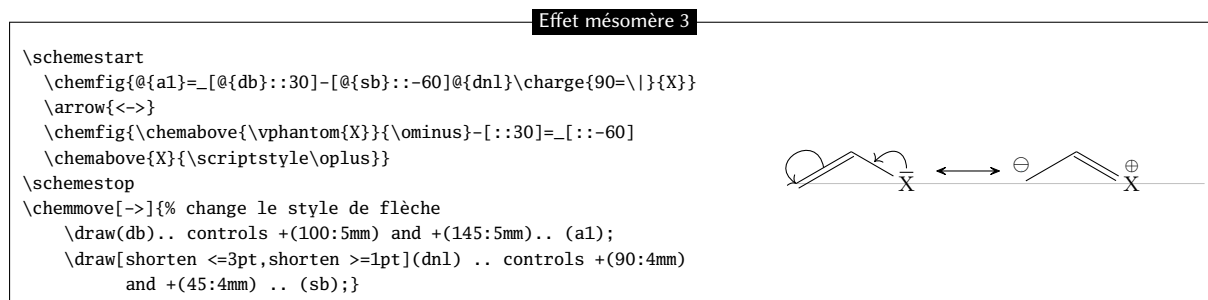 Effet mésomère 3
\schemestart
\chemfig{@{a1}=_[@{db}::30]-[@{sb}::-60]@{dnl}\charge{90=\|}{X}}
\arrow{<->}
\chemfig{\chemabove{\vphantom{X}}{\ominus}-[::30]=_[::-60]
\chemabove{X}{\scriptstyle\oplus}}
\schemestop
\chemmove[->]{% change le style de flèche
\draw(db).. controls +(100:5mm) and +(145:5mm).. (a1);
\draw[shorten <=3pt,shorten >=1pt](dnl) .. controls +(90:4mm)
and +(45:4mm) .. (sb);}
X ⊖ ⊕ X